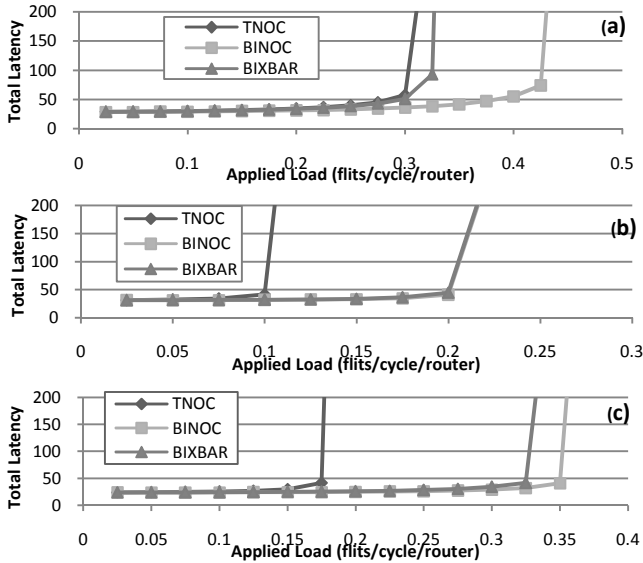 200
150
100
50
0
Total Latency
TNOC
BINOC
BIXBAR
(a)
0 0.1 0.2 0.3 0.4 0.5
Applied Load (flits/cycle/router)
200
150
100
50
0
Total Latency
TNOC
BINOC
BIXBAR
(b)
0 0.05 0.1 0.15 0.2 0.25 0.3
Applied Load (flits/cycle/router)
200
150
100
50
0
Total Latency
TNOC
BINOC
BIXBAR
(c)
0 0.05 0.1 0.15 0.2 0.25 0.3 0.35 0.4
Applied Load (flits/cycle/router)